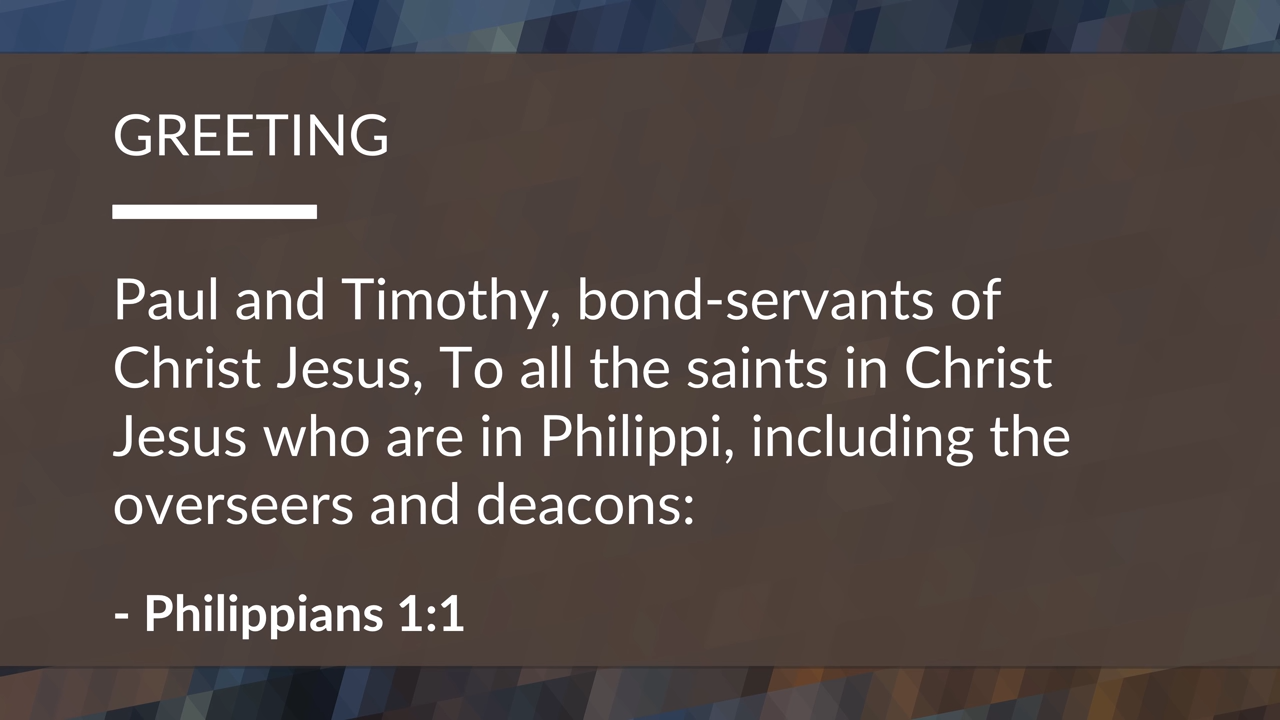 GREETING
Paul and Timothy, bond-servants of
Christ Jesus, To all the saints in Christ
Jesus who are in Philippi, including the
overseers and deacons:
- Philippians 1:1